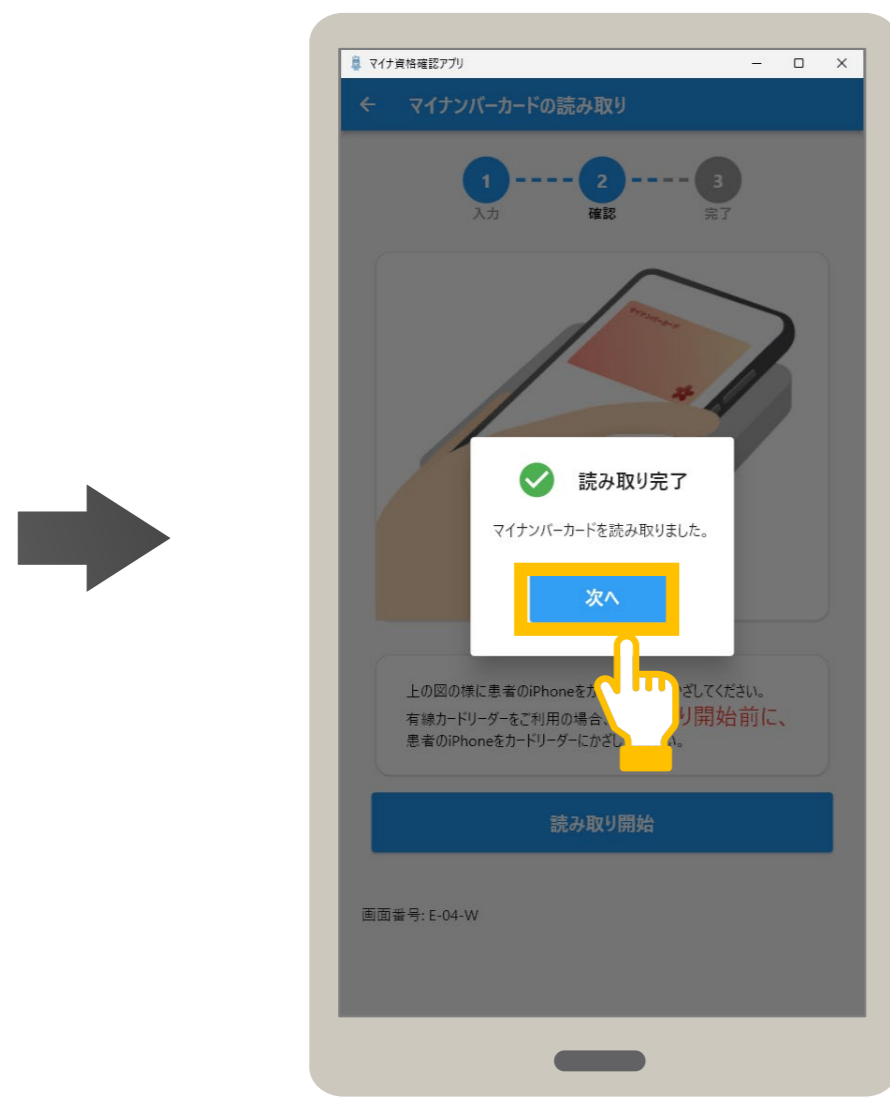 マイナ資格確認アプリ
マイナンバーカードの読み取り
1 2 3
入力 確認 完了
マイナンバーカード
読み取り完了
マイナンバーカードを読み取りました。
次へ
上の図の様に患者のiPhoneをカ ざしてください。
有線カードリーダーをご利用の場合、 り開始前に、
患者のiPhoneをカードリーダーにかざし い。
読み取り開始
画面番号: E-04-W